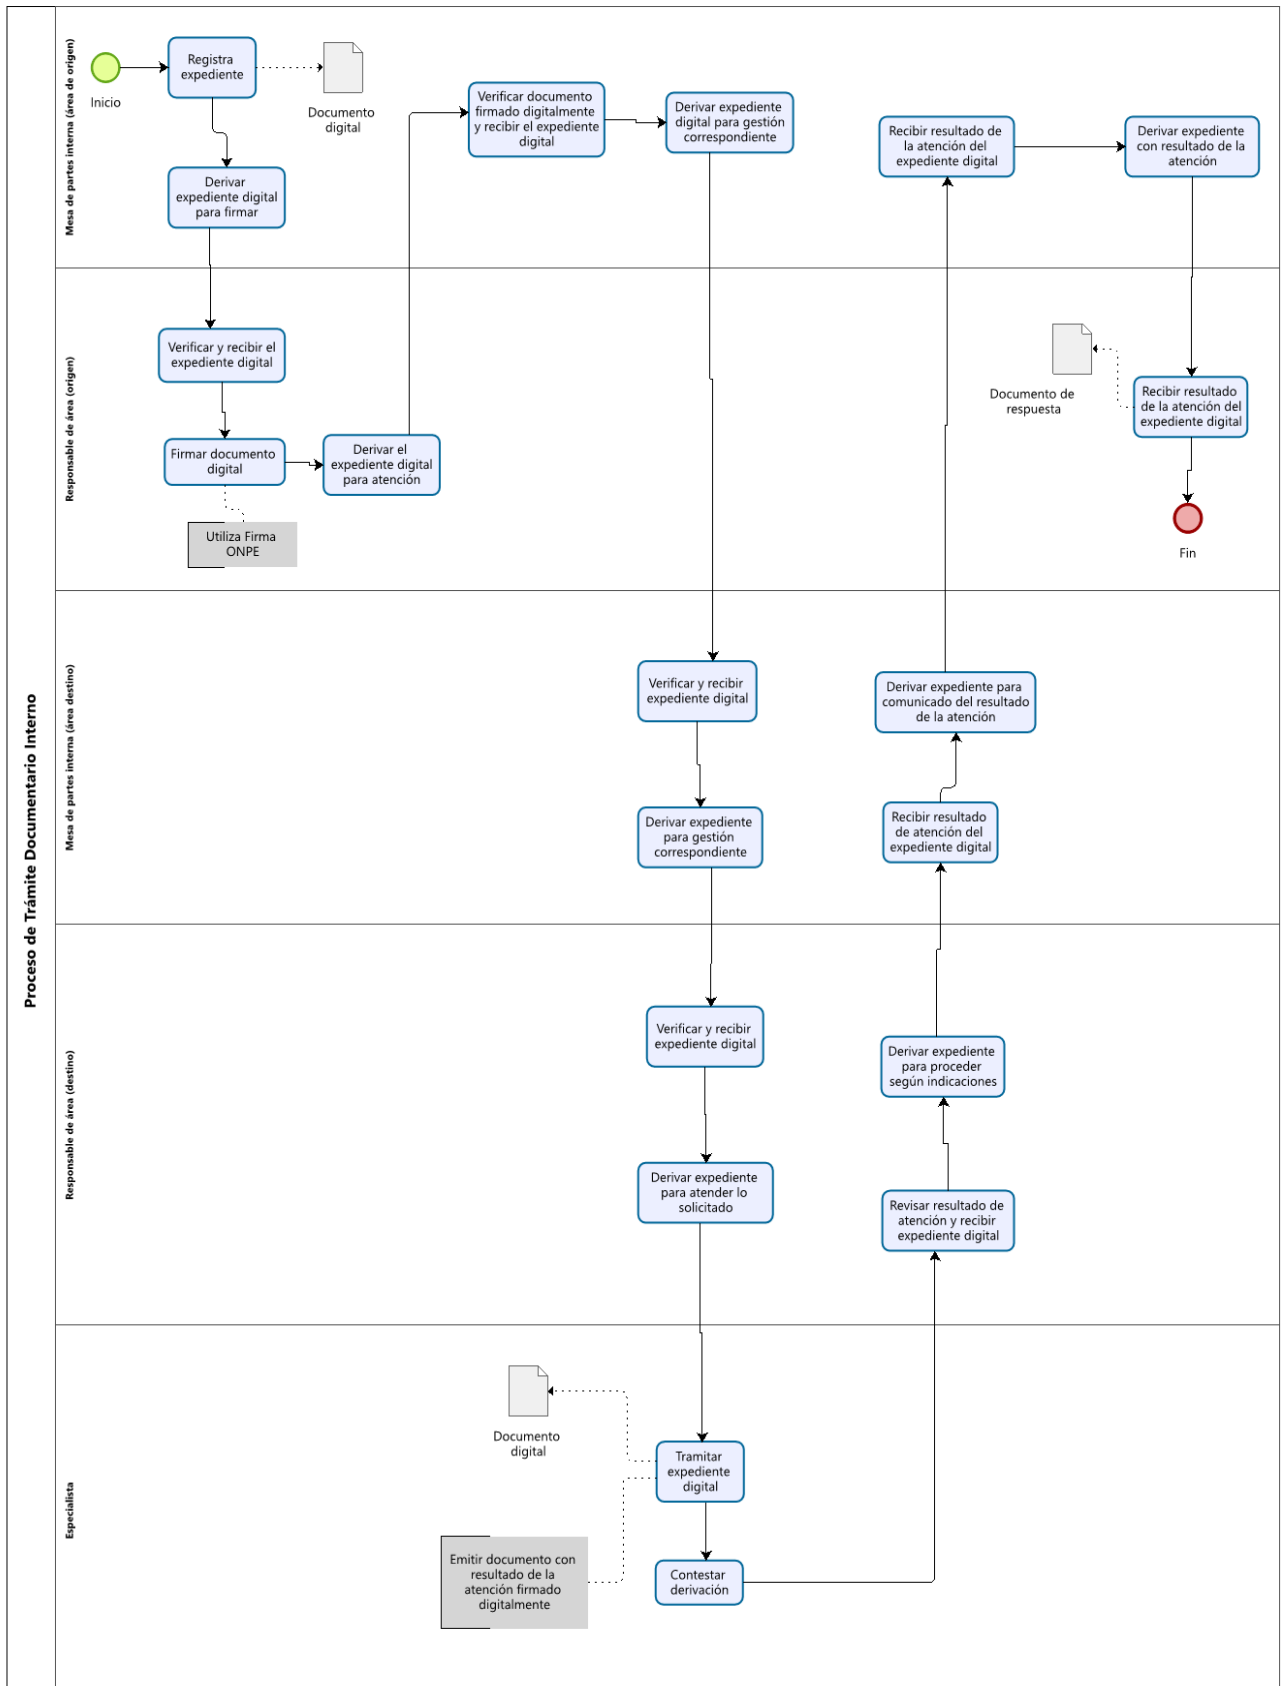 Proceso de Trámite Documentario Interno
Mesa de partes interna (área de origen)
Inicio
Registra
expediente
Documento
digital
Derivar
expediente digital
para firmar
Verificar documento
firmado digitalmente
y recibir el expediente
digital
Derivar expediente
digital para gestión
correspondiente
Recibir resultado de
la atención del
expediente digital
Derivar expediente
con resultado de la
atención
Responsable de área (origen)
Verificar y recibir el
expediente digital
Firmar documento
digital
Utiliza Firma
ONPE
Derivar el
expediente digital
para atención
Documento de
respuesta
Recibir resultado
de la atención del
expediente digital
Fin
Mesa de partes interna (área destino)
Verificar y recibir
expediente digital
Derivar expediente
para gestión
correspondiente
Derivar expediente para
comunicado del resultado
de la atención
Recibir resultado
de atención del
expediente digital
Responsable de área (destino)
Verificar y recibir
expediente digital
Derivar expediente
para atender lo
solicitado
Derivar expediente
para proceder
según indicaciones
Revisar resultado de
atención y recibir
expediente digital
Especialista
Documento
digital
Tramitar
expediente
digital
Emitir documento con
resultado de la
atención firmado
digitalmente
Contestar
derivación